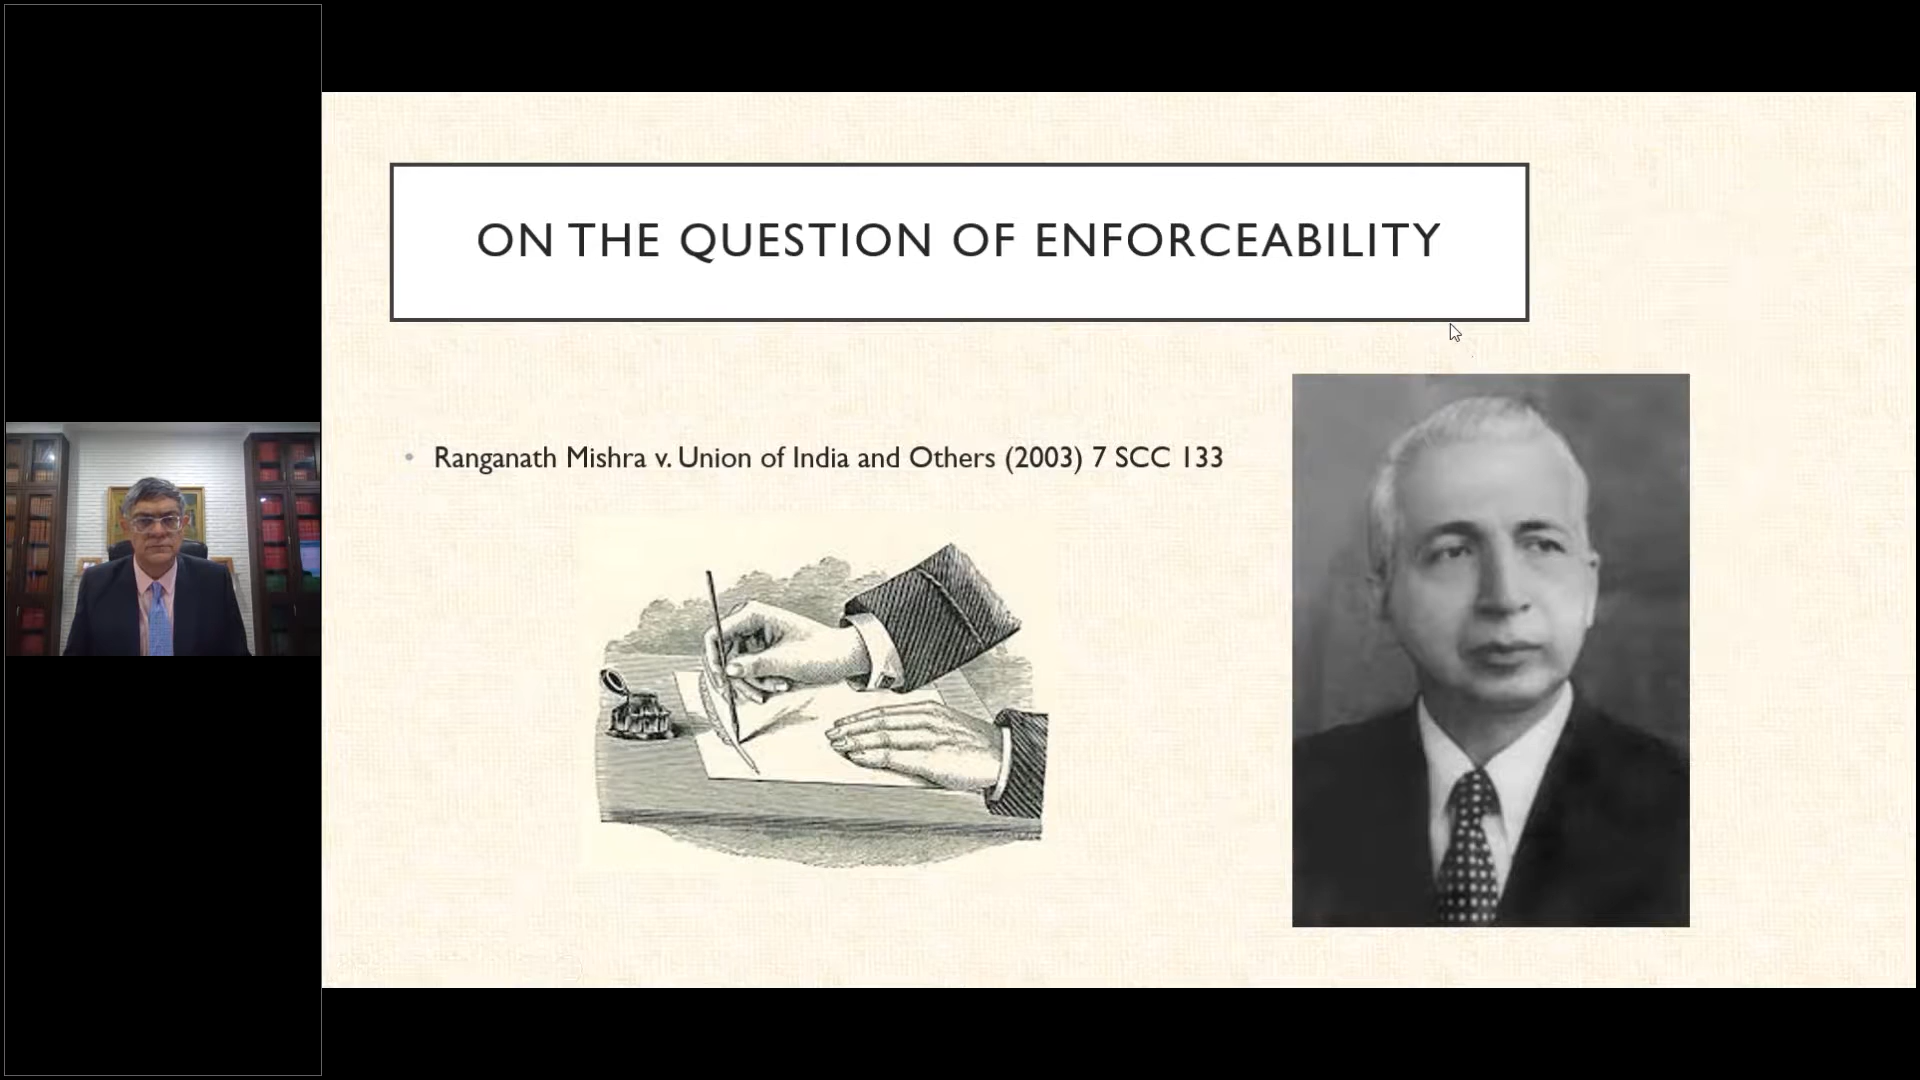 ON THE QUESTION OF ENFORCEABILITY
• Ranganath Mishra v. Union of India and Others (2003) 7 SCC 133